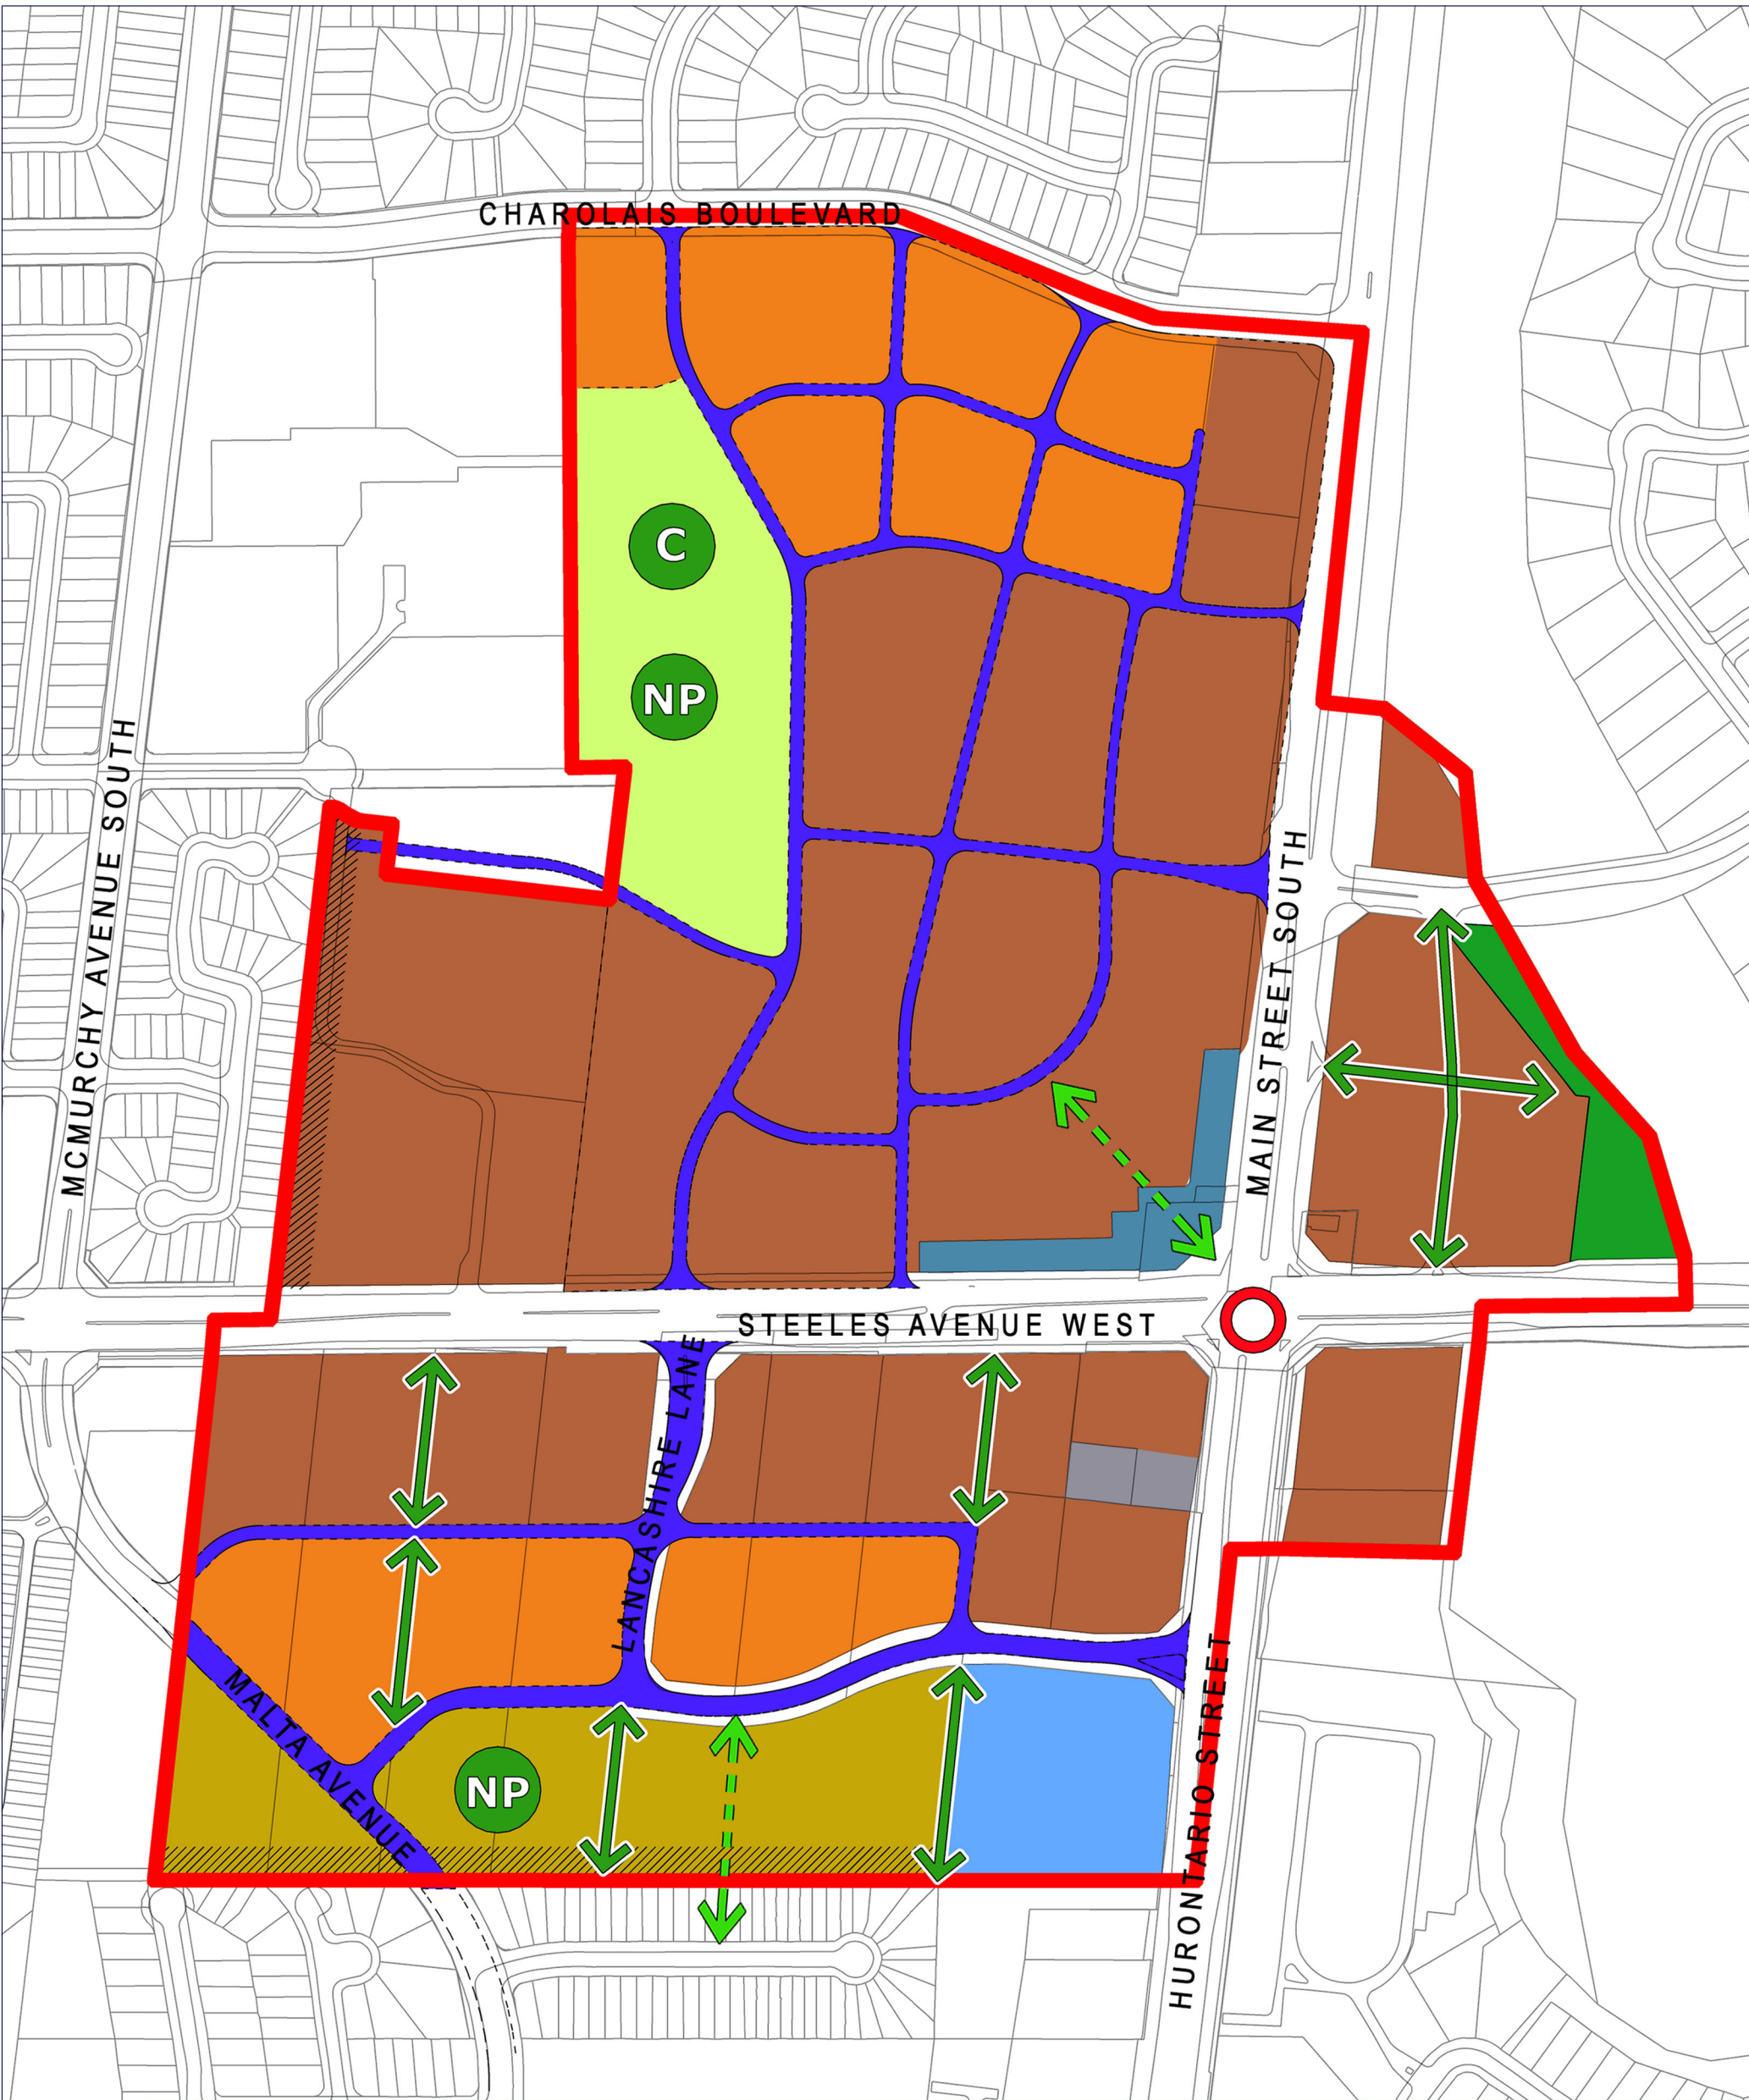 CHAROLAIS BOULEVARD
C
NP
MCMURCHY AVENUE SOUTH
MAIN STREET SOUTH
STEELES AVENUE WEST
LANCASHIRE LANE
MALTA AVENUE
NP
HURONTARIO STREET